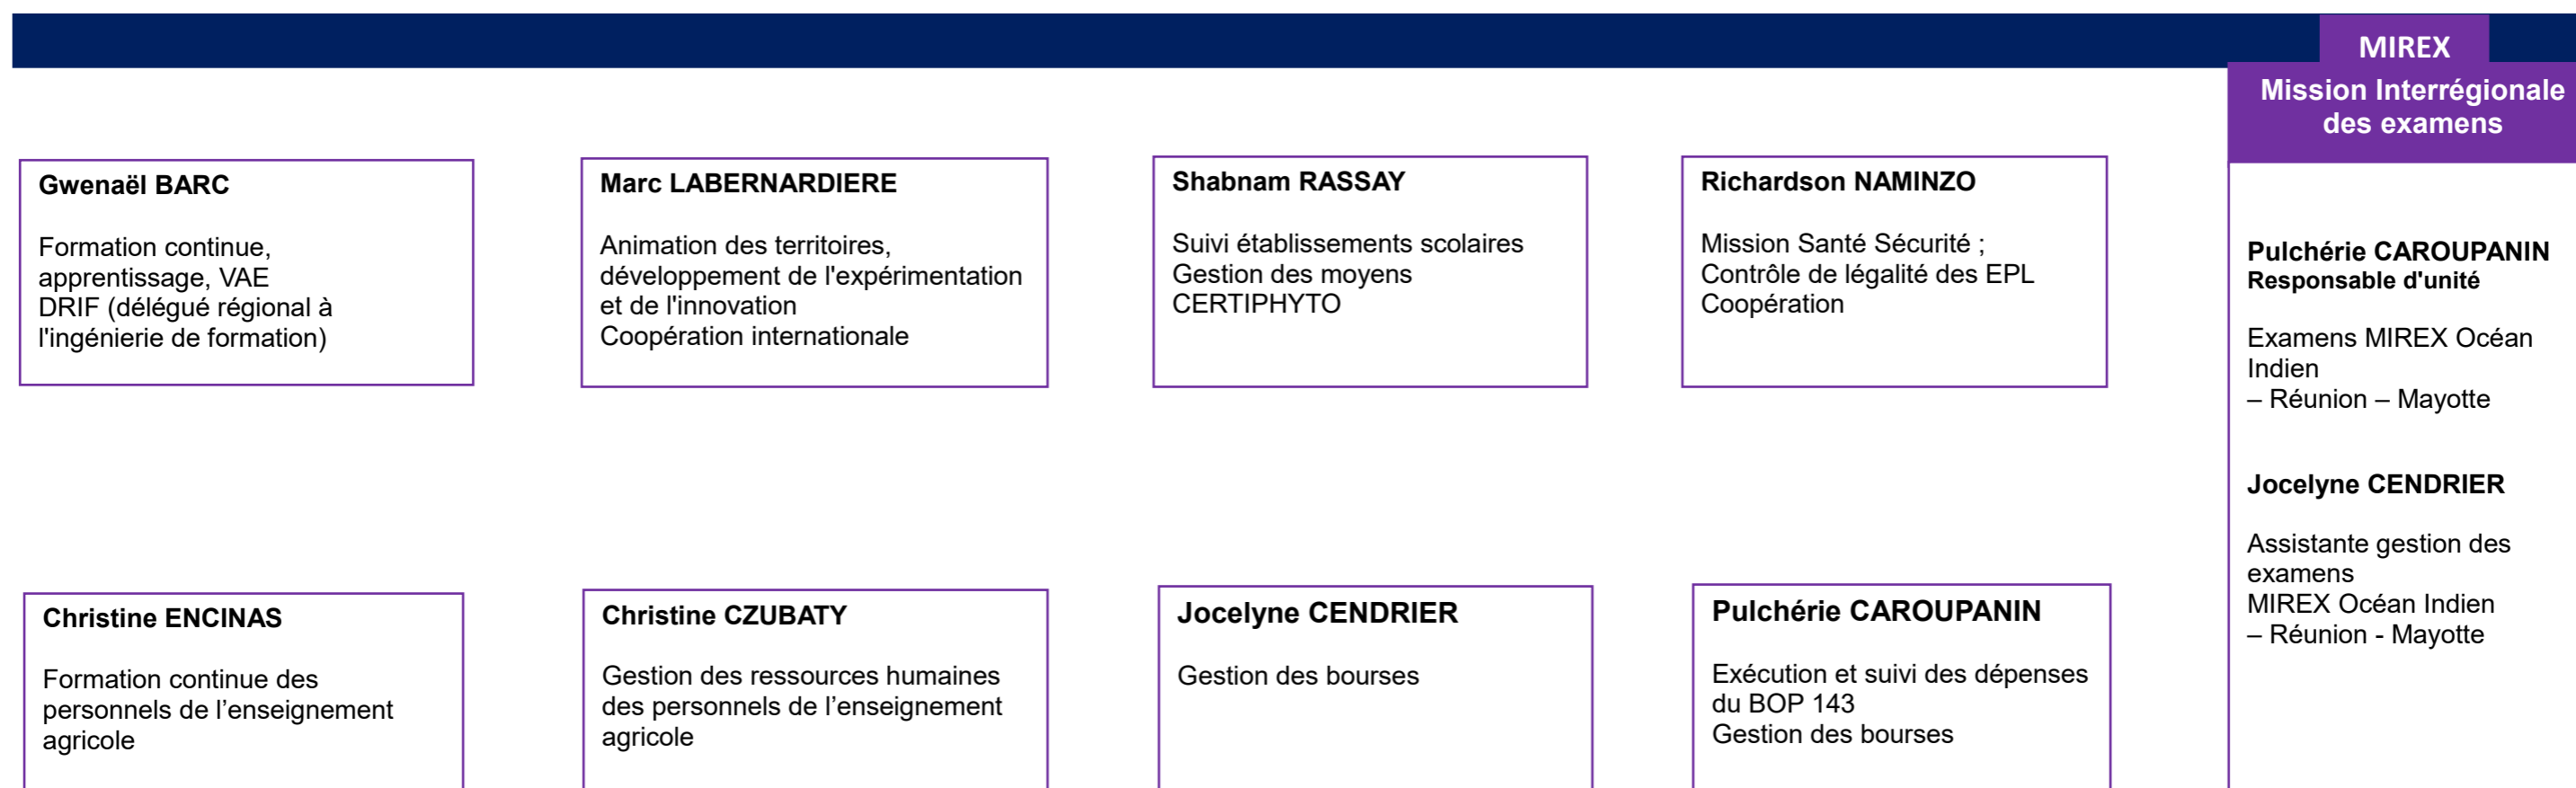 MIREX
Mission Interrégionale
des examens
Gwenaël BARC
Formation continue,
apprentissage, VAE
DRIF (délégué régional à
l'ingénierie de formation)
Marc LABERNARDIERE
Animation des territoires,
développement de l'expérimentation
et de l'innovation
Coopération internationale
Shabnam RASSAY
Suivi établissements scolaires
Gestion des moyens
CERTIPHYTO
Richardson NAMINZO
Mission Santé Sécurité ;
Contrôle de légalité des EPL
Coopération
Pulchérie CAROUPANIN
Responsable d'unité
Examens MIREX Océan
Indien
– Réunion – Mayotte
Jocelyne CENDRIER
Assistante gestion des
examens
MIREX Océan Indien
– Réunion - Mayotte
Christine ENCINAS
Formation continue des
personnels de l’enseignement
agricole
Christine CZUBATY
Gestion des ressources humaines
des personnels de l’enseignement
agricole
Jocelyne CENDRIER
Gestion des bourses
Pulchérie CAROUPANIN
Exécution et suivi des dépenses
du BOP 143
Gestion des bourses